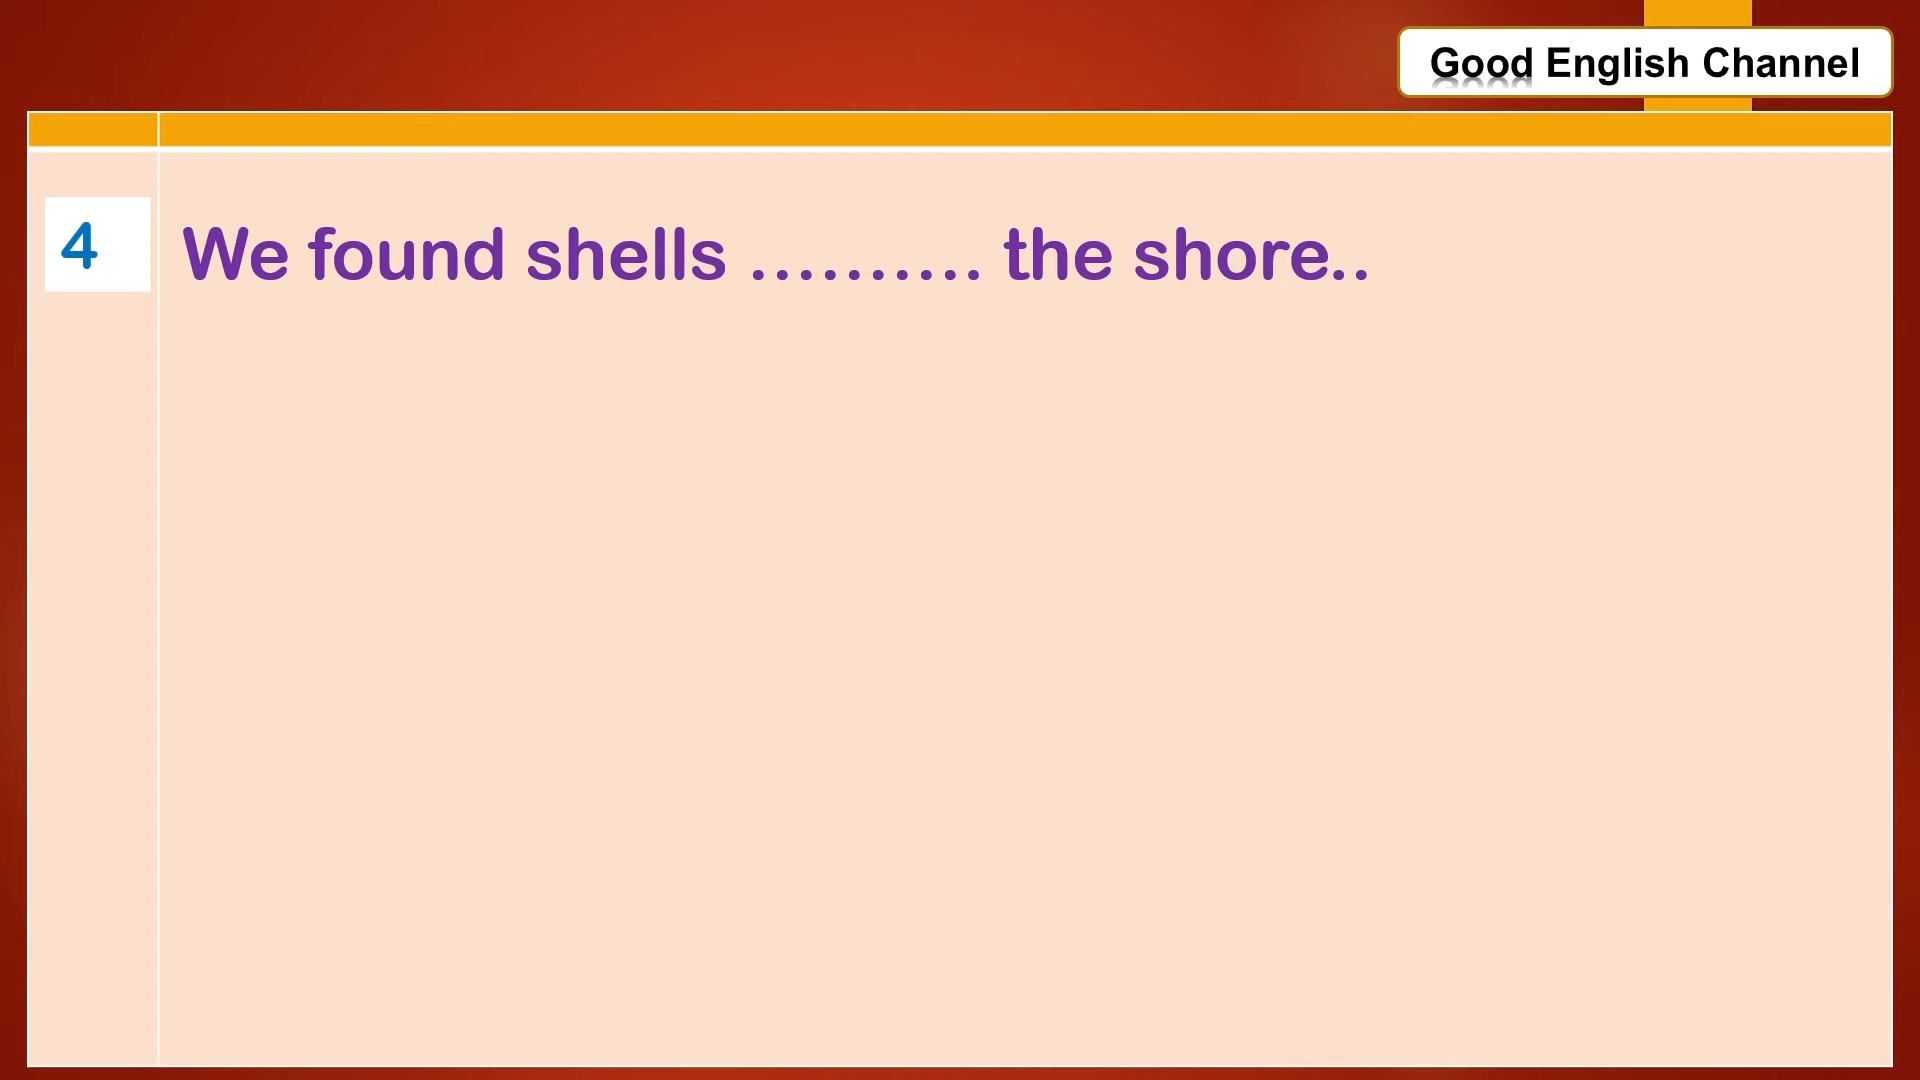 Good English Channel
4
We found shells .......... the shore..